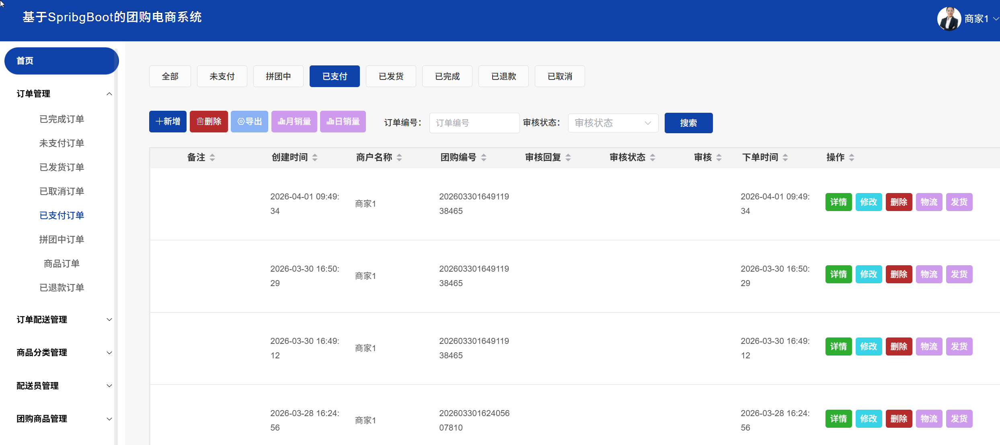 基于SpribgBoot的团购电商系统
商家1
首页
订单管理
已完成订单
未支付订单
已发货订单
已取消订单
已支付订单
拼团中订单
商品订单
已退款订单
订单配送管理
商品分类管理
配送员管理
团购商品管理
全部 未支付 拼团中 已支付 已发货 已完成 已退款 已取消
新增 删除 导出 月销量 日销量 订单编号： 订单编号 审核状态： 审核状态 搜索
备注 创建时间 商户名称 团购编号 审核回复 审核状态 审核 下单时间 操作
2026-04-01 09:49: 商家1 202603301649119 2026-04-01 09:49: 详情 修改 删除 物流 发货
34 38465 34
2026-03-30 16:50: 商家1 202603301649119 2026-03-30 16:50: 详情 修改 删除 物流 发货
29 38465 29
2026-03-30 16:49: 商家1 202603301649119 2026-03-30 16:49: 详情 修改 删除 物流 发货
12 38465 12
2026-03-28 16:24: 商家1 202603301624056 2026-03-28 16:24: 详情 修改 删除 物流 发货
56 07810 56